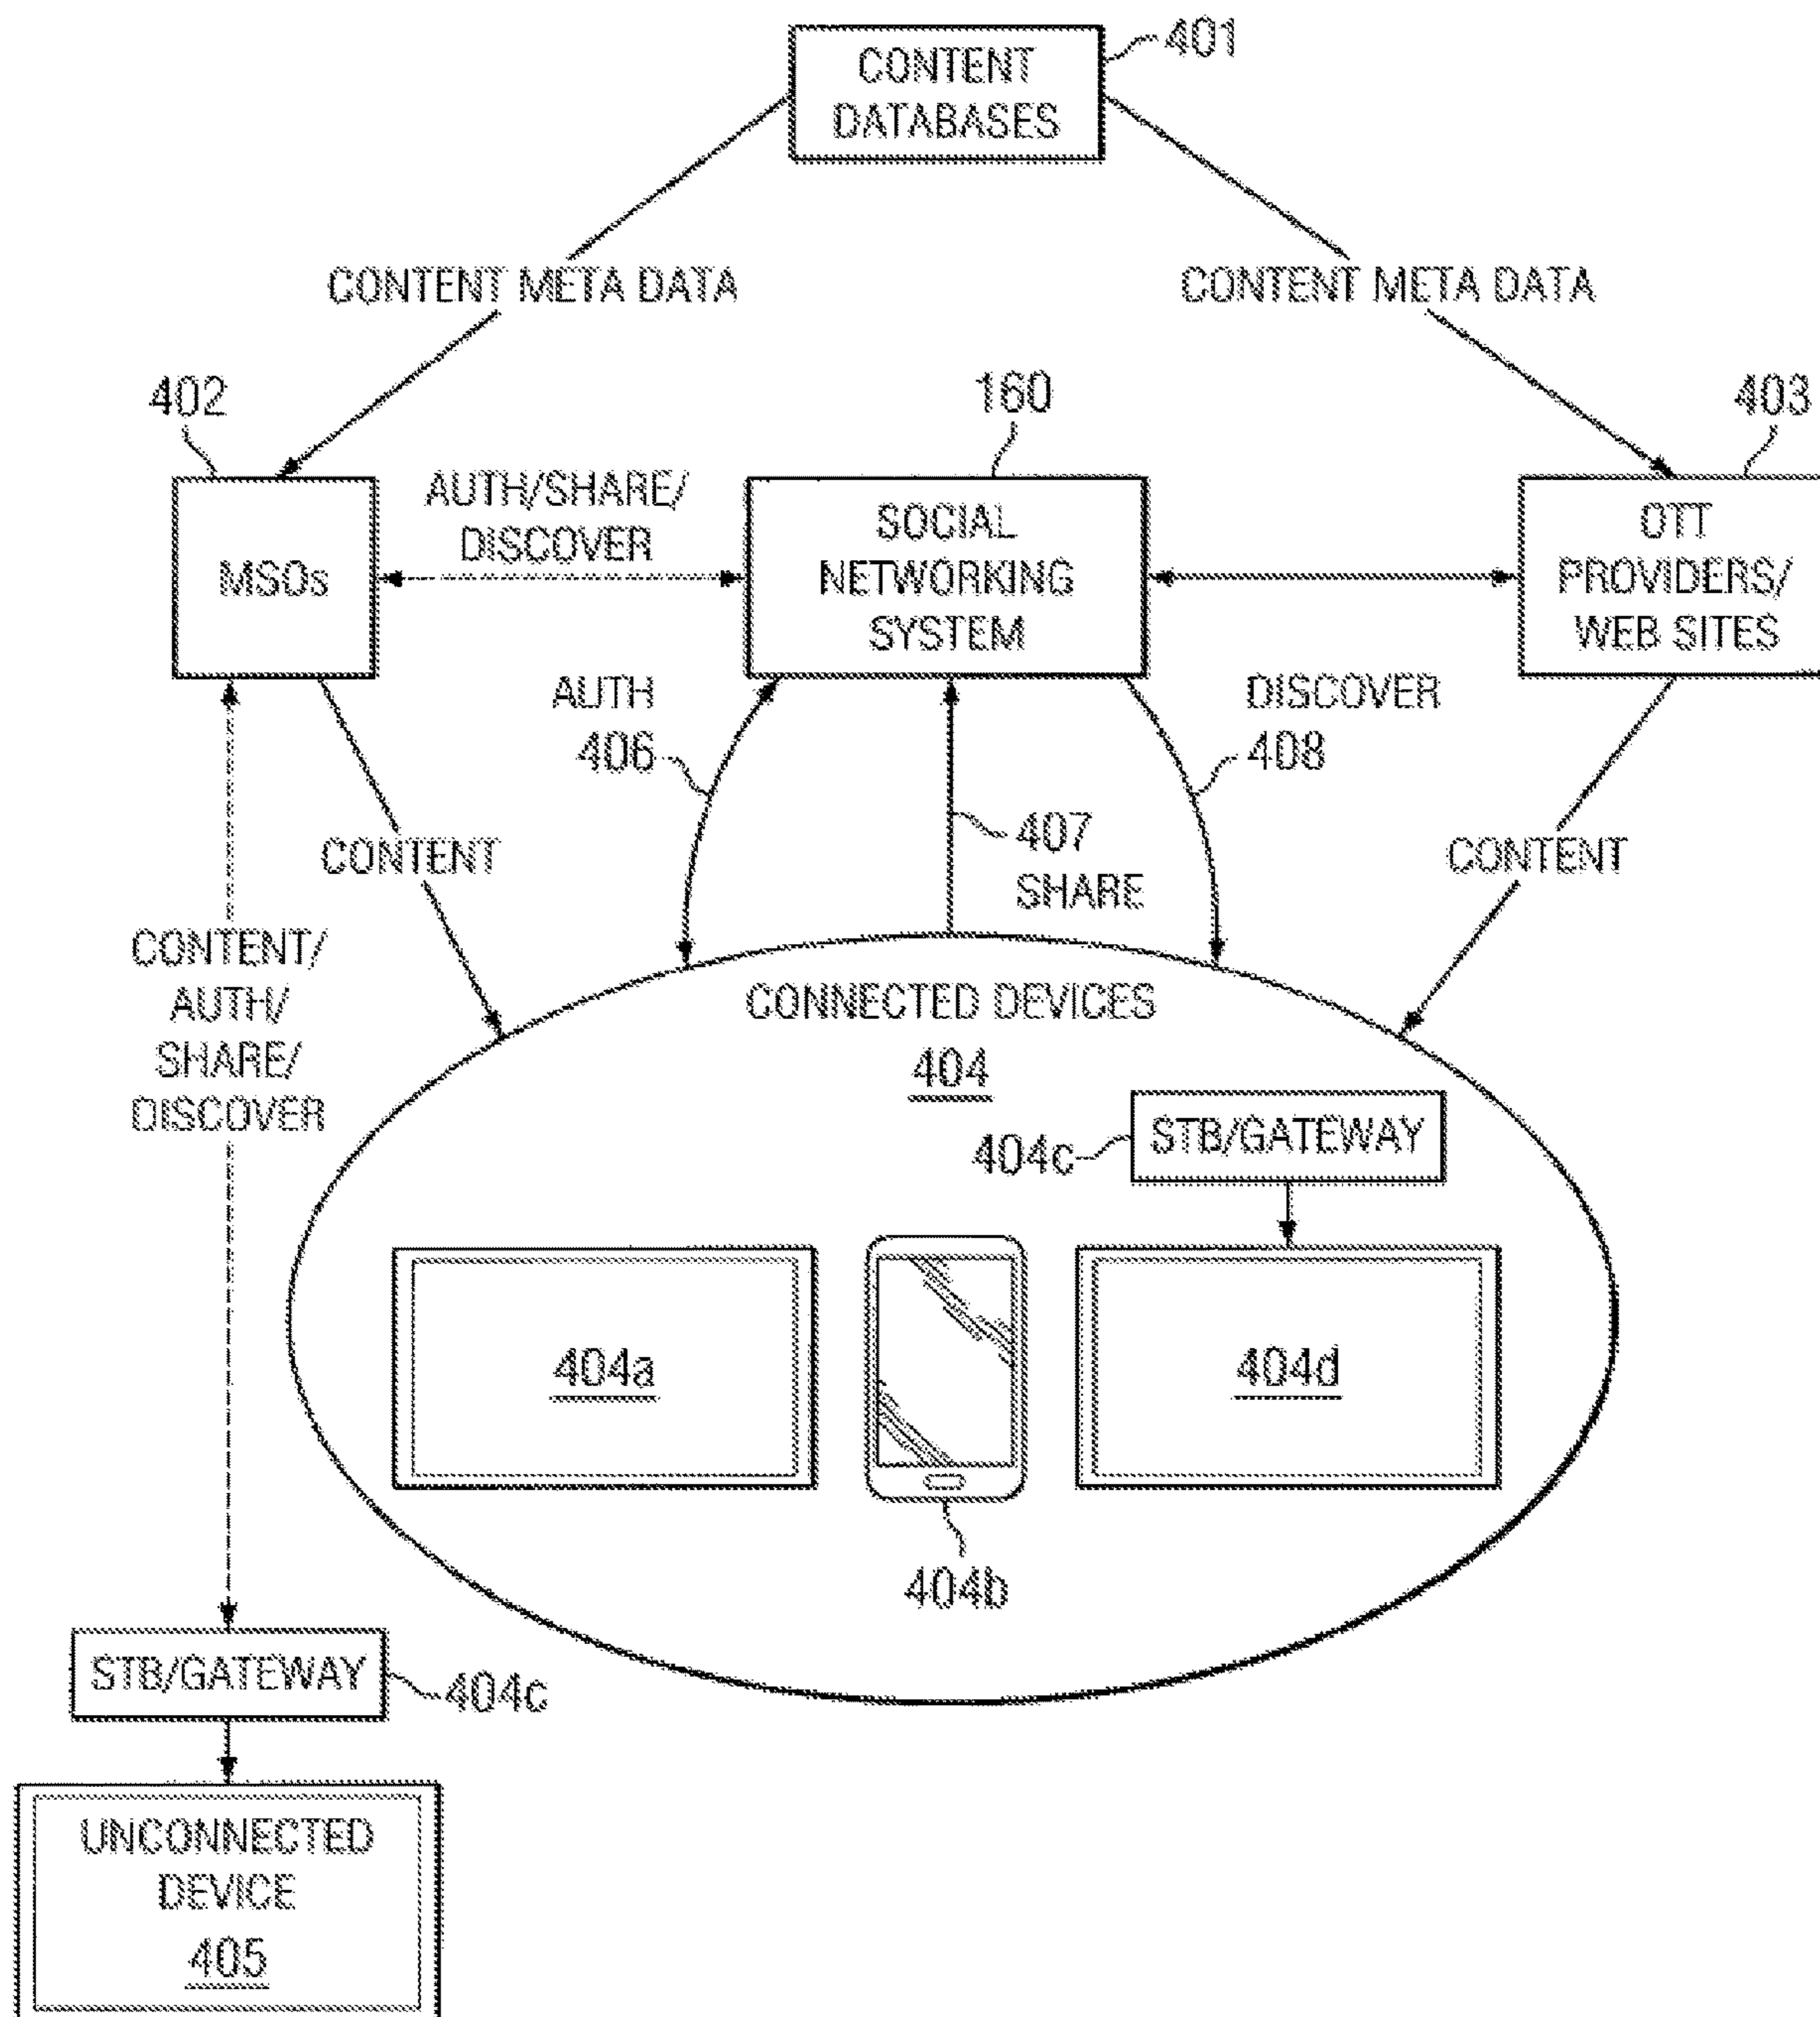 401
CONTENT
DATABASES
CONTENT META DATA
CONTENT META DATA
402
160
403
MSOs
AUTH/SHARE/
DISCOVER
SOCIAL
NETWORKING
SYSTEM
OTT
PROVIDERS/
WEB SITES
AUTH
406
DISCOVER
408
407
SHARE
CONTENT
CONTENT
CONTENT/
AUTH/
SHARE/
DISCOVER
CONNECTED DEVICES
404
404c
STB/GATEWAY
404a
404d
404b
STB/GATEWAY
404c
UNCONNECTED
DEVICE
405